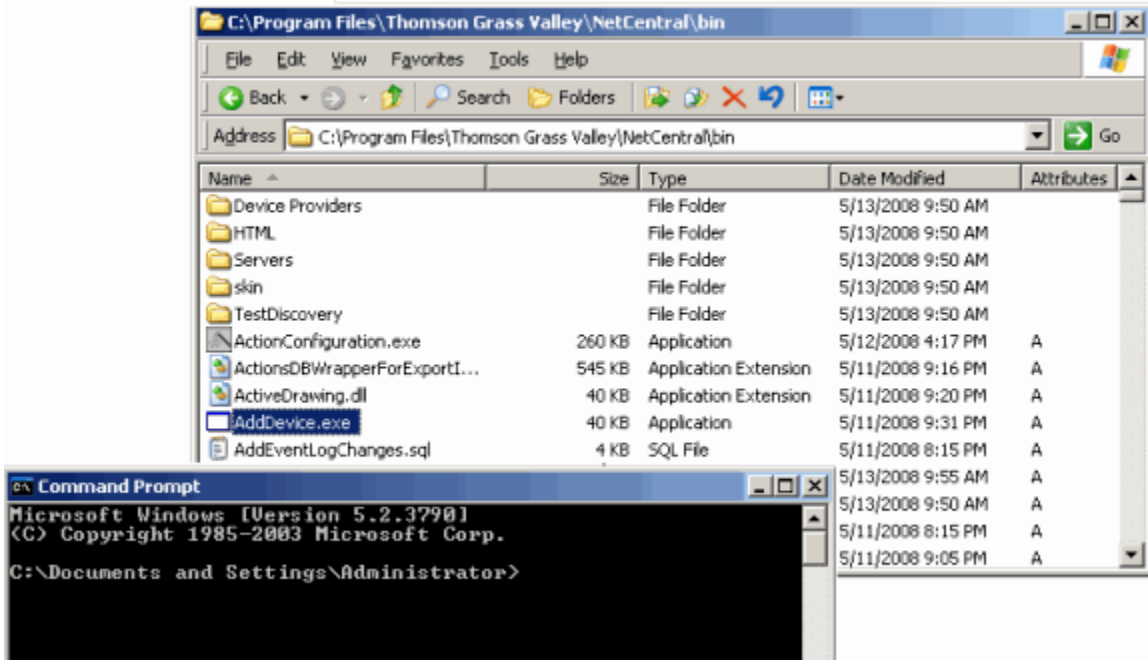 C:\Program Files\Thomson Grass Valley\NetCentral\bin
File Edit View Favorites Tools Help
Back Search Folders
Address C:\Program Files\Thomson Grass Valley\NetCentral\bin Go
Name Size Type Date Modified Attributes
Device Providers File Folder 5/13/2008 9:50 AM
HTML File Folder 5/13/2008 9:50 AM
Servers File Folder 5/13/2008 9:50 AM
skin File Folder 5/13/2008 9:50 AM
TestDiscovery File Folder 5/13/2008 9:50 AM
ActionConfiguration.exe 260 KB Application 5/12/2008 4:17 PM A
ActionsDBWrapperForExportI... 545 KB Application Extension 5/11/2008 9:16 PM A
ActiveDrawing.dll 40 KB Application Extension 5/11/2008 9:20 PM A
AddDevice.exe 40 KB Application 5/11/2008 9:31 PM A
AddEventLogChanges.sql 4 KB SQL File 5/11/2008 8:15 PM A
5/13/2008 9:55 AM A
5/13/2008 9:50 AM A
5/11/2008 8:15 PM A
5/11/2008 9:05 PM A
Command Prompt
Microsoft Windows [Version 5.2.3790]
(C) Copyright 1985-2003 Microsoft Corp.
C:\Documents and Settings\Administrator>